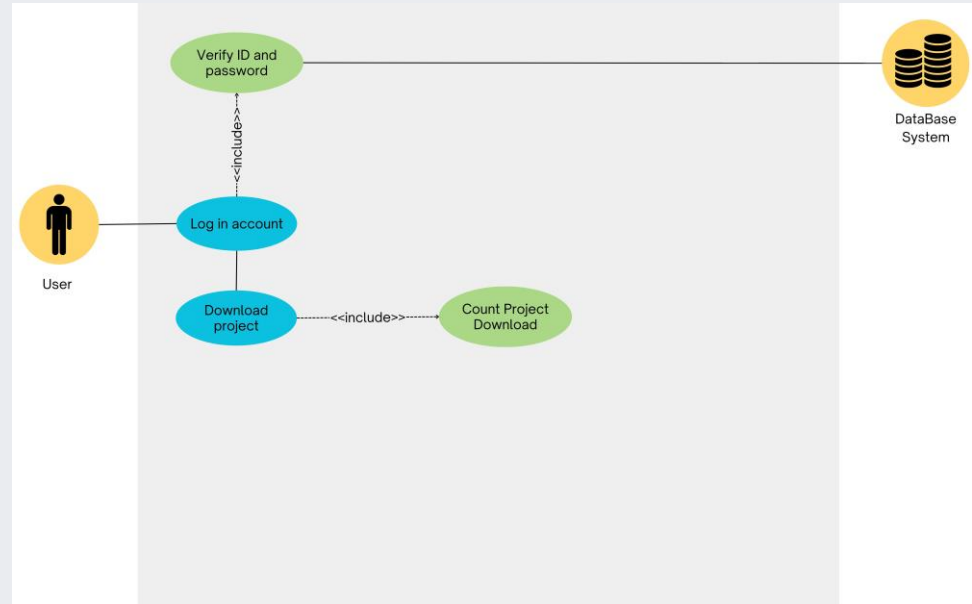 Verify ID and
password
DataBase
System
<<include>>
Log in account
User
Download
project
<<include>>
Count Project
Download